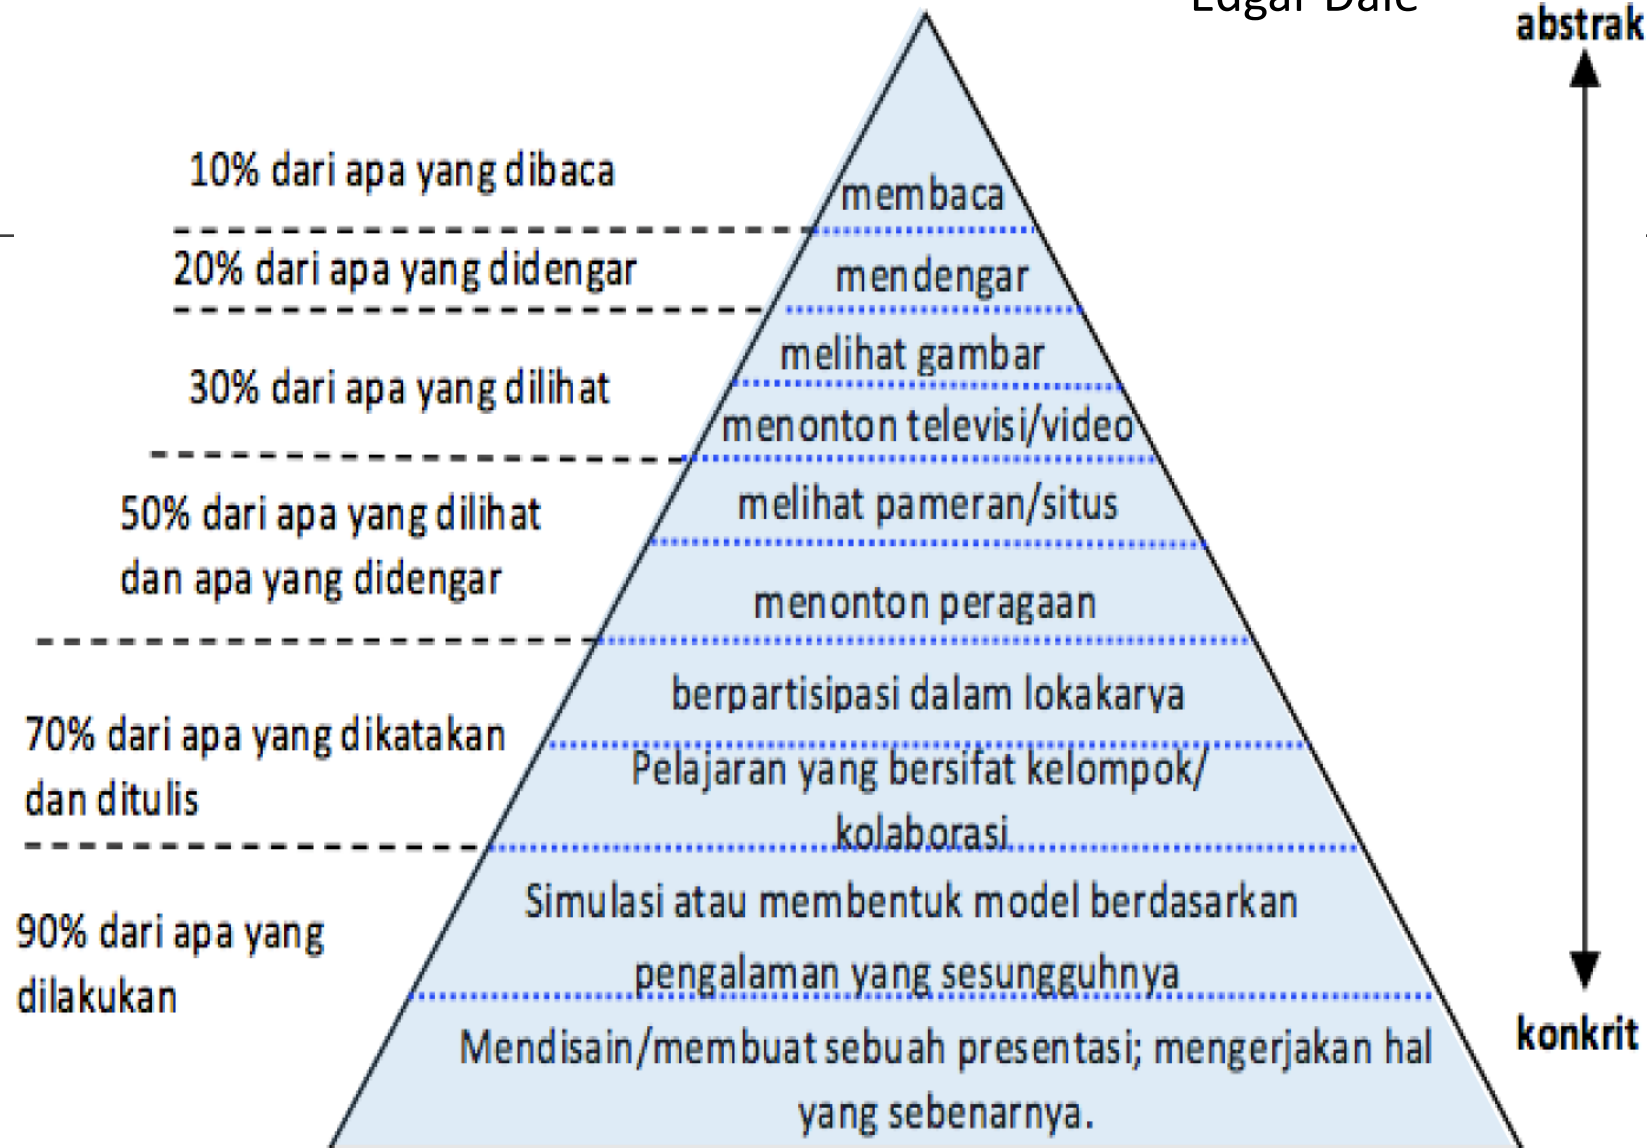 Edgar Dale
abstrak
10% dari apa yang dibaca
membaca
20% dari apa yang didengar
mendengar
melihat gambar
30% dari apa yang dilihat
menonton televisi/video
50% dari apa yang dilihat
dan apa yang didengar
melihat pameran/situs
menonton peragaan
berpartisipasi dalam lokakarya
70% dari apa yang dikatakan
dan ditulis
Pelajaran yang bersifat kelompok/
kolaborasi
90% dari apa yang
dilakukan
Simulasi atau membentuk model berdasarkan
pengalaman yang sesungguhnya
Mendisain/membuat sebuah presentasi; mengerjakan hal
yang sebenarnya.
konkrit